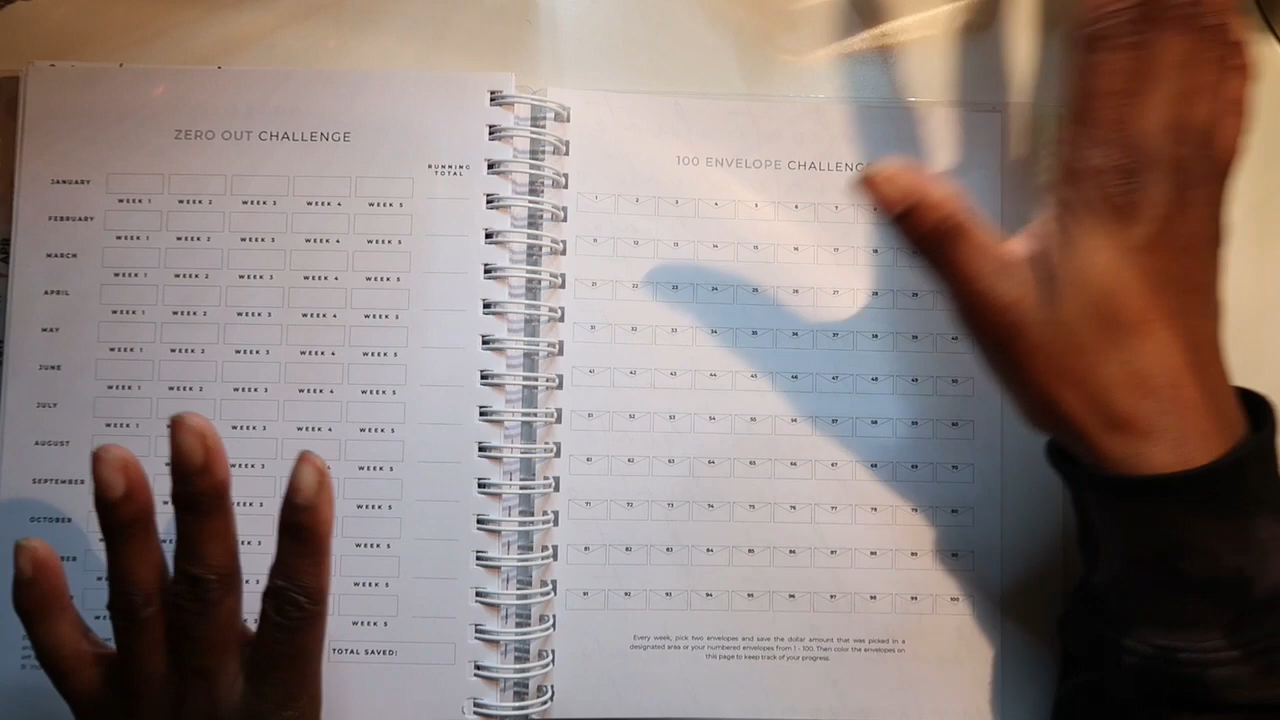 ZERO OUT CHALLENGE
RUNNING
TOTAL
JANUARY
WEEK 1 WEEK 2 WEEK 3 WEEK 4 WEEK 5
FEBRUARY
WEEK 1 WEEK 2 WEEK 3 WEEK 4 WEEK 5
MARCH
WEEK 1 WEEK 2 WEEK 3 WEEK 4 WEEK 5
APRIL
WEEK 1 WEEK 2 WEEK 3 WEEK 4 WEEK 5
MAY
WEEK 1 WEEK 2 WEEK 3 WEEK 4 WEEK 5
JUNE
WEEK 1 WEEK 2 WEEK 3 WEEK 4 WEEK 5
JULY
WEEK 1 WEEK 3 WEEK 4 WEEK 5
AUGUST
WEEK 3 WEEK 5
SEPTEMBER
WEEK 5
OCTOBER
WEEK 5
WEEK 5
WEEK 5
TOTAL SAVED:
100 ENVELOPE CHALLENGE
1 2 3 4 5 6 7
11 12 13 14 15 16 17 18
21 22 23 24 25 26 27 28 29
31 32 33 34 35 36 37 38 39 40
41 42 43 44 45 46 47 48 49 50
51 52 53 54 55 56 57 58 59 60
61 62 63 64 65 66 67 68 69 70
71 72 73 74 75 76 77 78 79 80
81 82 83 84 85 86 87 88 89 90
91 92 93 94 95 96 97 98 99 100
Every week, pick two envelopes and save the dollar amount that was picked in a
designated area or your numbered envelopes from 1 - 100. Then color the envelopes on
this page to keep track of your progress.